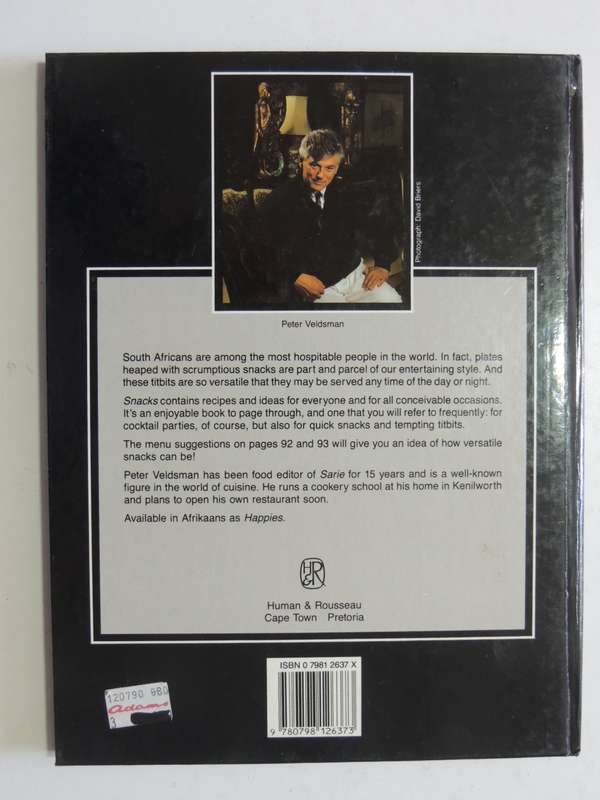 Photograph: David Briers
Peter Veldsman
South Africans are among the most hospitable people in the world. In fact, plates
heaped with scrumptious snacks are part and parcel of our entertaining style. And
these titbits are so versatile that they may be served any time of the day or night.
Snacks contains recipes and ideas for everyone and for all conceivable occasions.
It's an enjoyable book to page through, and one that you will refer to frequently: for
cocktail parties, of course, but also for quick snacks and tempting titbits.
The menu suggestions on pages 92 and 93 will give you an idea of how versatile
snacks can be!
Peter Veldsman has been food editor of Sarie for 15 years and is a well-known
figure in the world of cuisine. He runs a cookery school at his home in Kenilworth
and plans to open his own restaurant soon.
Available in Afrikaans as Happies.
H&R
Human & Rousseau
Cape Town Pretoria
ISBN 0 7981 2637 X
9 780798 126373
120790
adams
3